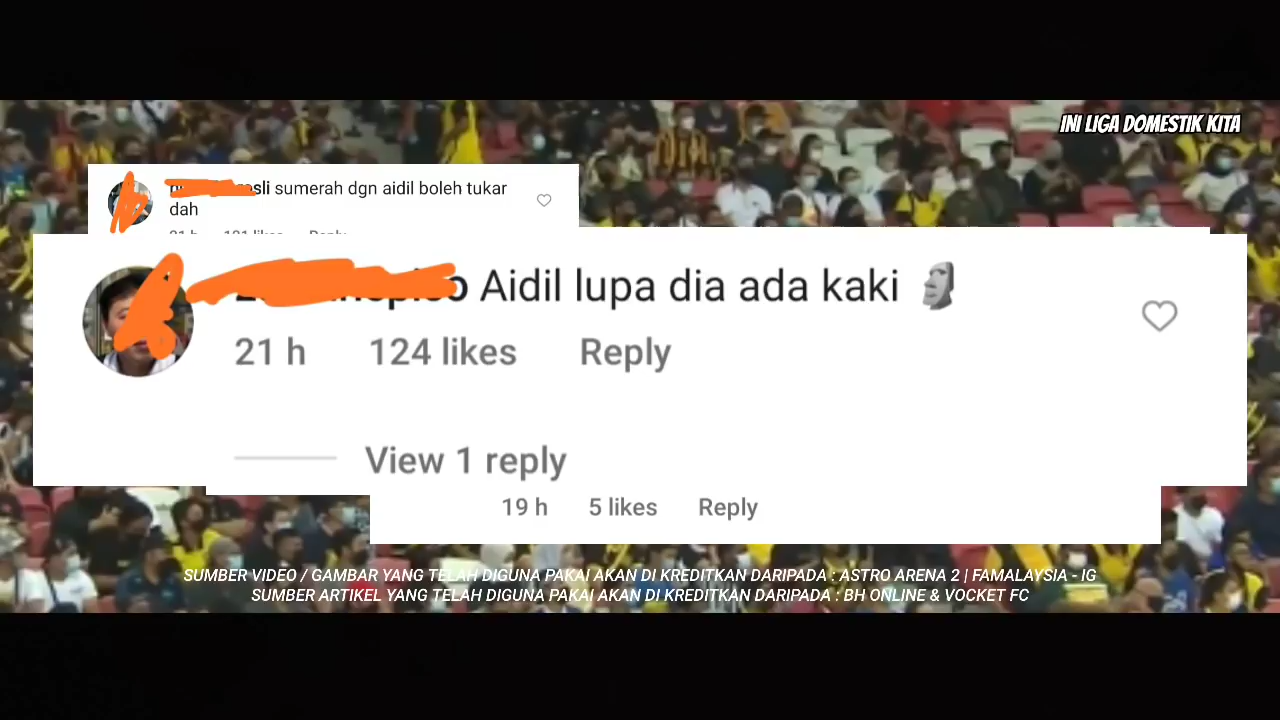 INI LIGA DOMESTIK KITA
sumerah dgn aidil boleh tukar
dah
Aidil lupa dia ada kaki 🗿
21 h 124 likes Reply
View 1 reply
19 h 5 likes Reply
SUMBER VIDEO / GAMBAR YANG TELAH DIGUNA PAKAI AKAN DI KREDITKAN DARIPADA : ASTRO ARENA 2 | FAMALAYSIA - IG
SUMBER ARTIKEL YANG TELAH DIGUNA PAKAI AKAN DI KREDITKAN DARIPADA : BH ONLINE & VOCKET FC